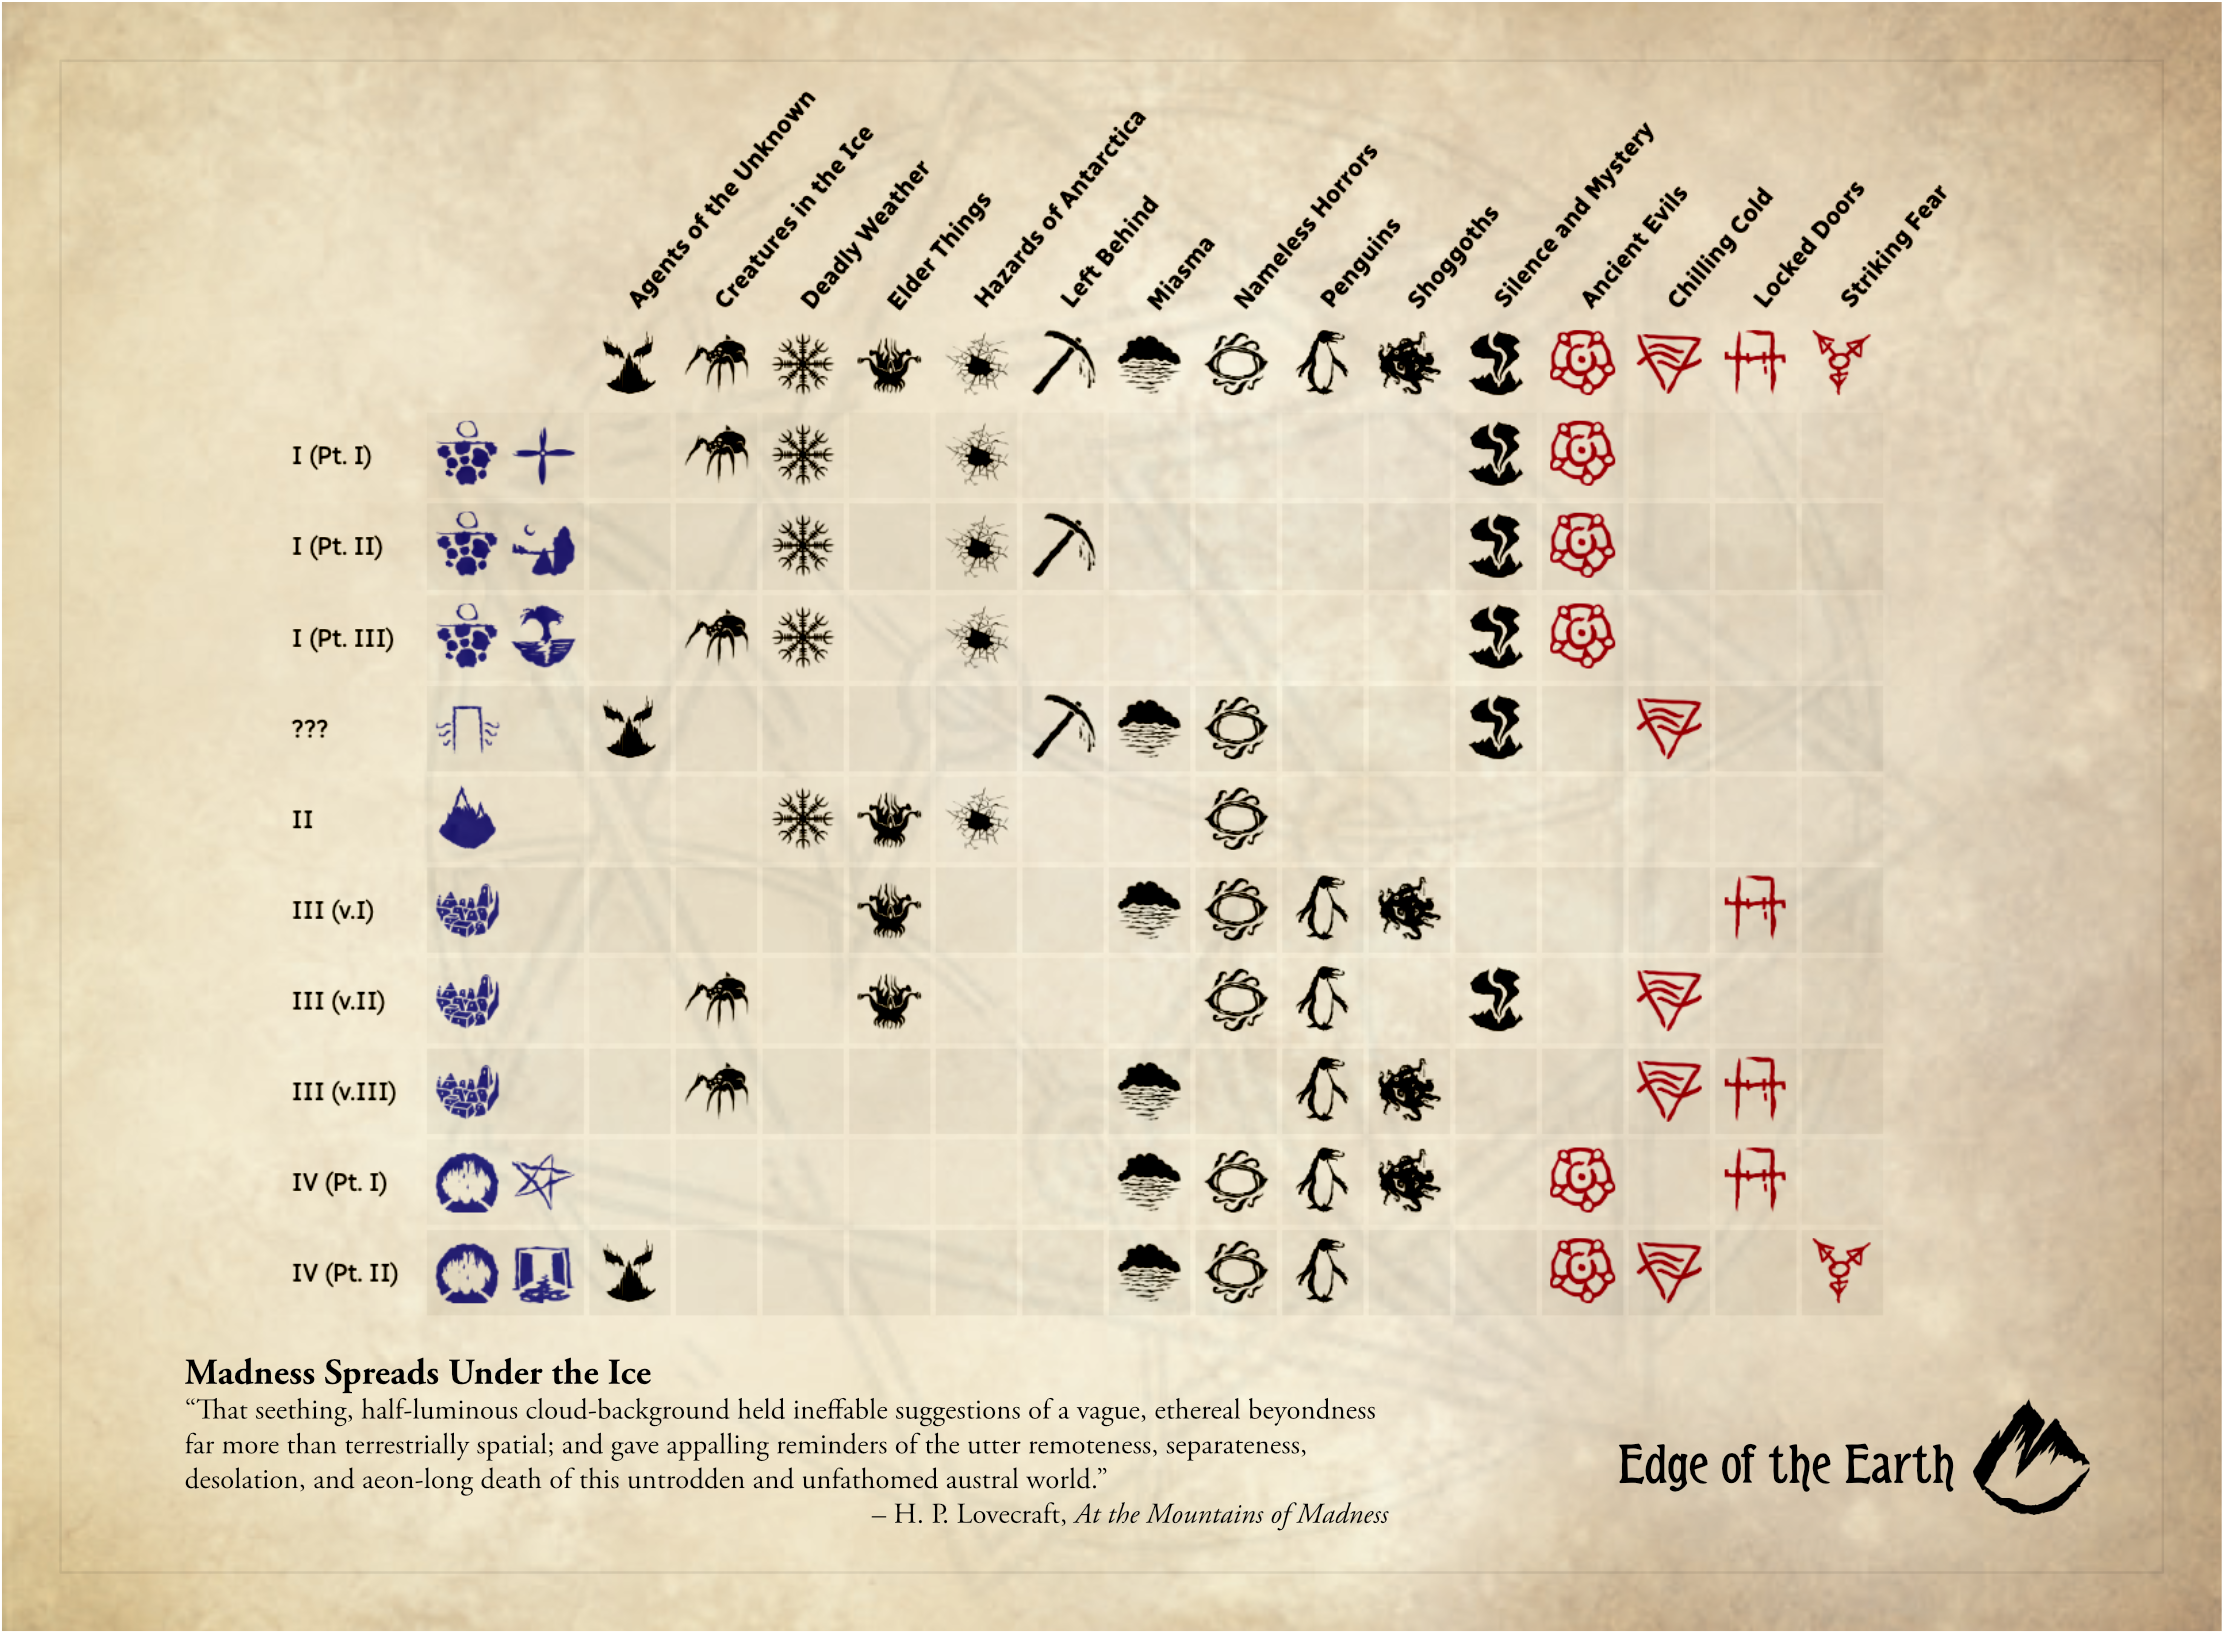 Agents of the Unknown
Creatures in the Ice
Deadly Weather
Elder Things
Hazards of Antarctica
Left Behind
Miasma
Nameless Horrors
Penguins
Shoggoths
Silence and Mystery
Ancient Evils
Chilling Cold
Locked Doors
Striking Fear
I (Pt. I)
I (Pt. II)
I (Pt. III)
???
II
III (v.I)
III (v.II)
III (v.III)
IV (Pt. I)
IV (Pt. II)
Madness Spreads Under the Ice
“That seething, half-luminous cloud-background held ineffable suggestions of a vague, ethereal beyondness
far more than terrestrially spatial; and gave appalling reminders of the utter remoteness, separateness,
desolation, and aeon-long death of this untrodden and unfathomed austral world.”
– H. P. Lovecraft, At the Mountains of Madness
Edge of the Earth